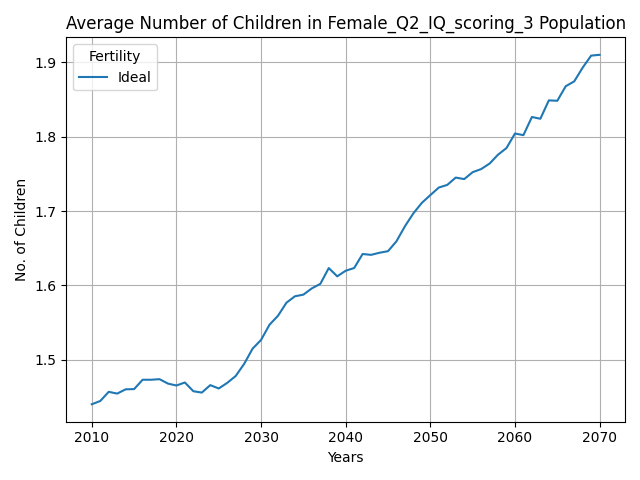 Average Number of Children in Female_Q2_IQ_scoring_3 Population
Fertility
Ideal
No. of Children
1.9
1.8
1.7
1.6
1.5
2010 2020 2030 2040 2050 2060 2070
Years